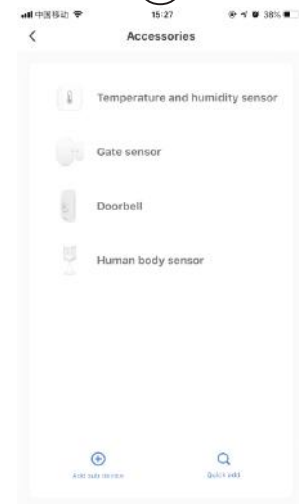 中国移动 15:27 38%
Accessories
Temperature and humidity sensor
Gate sensor
Doorbell
Human body sensor
Add sub device Quick add